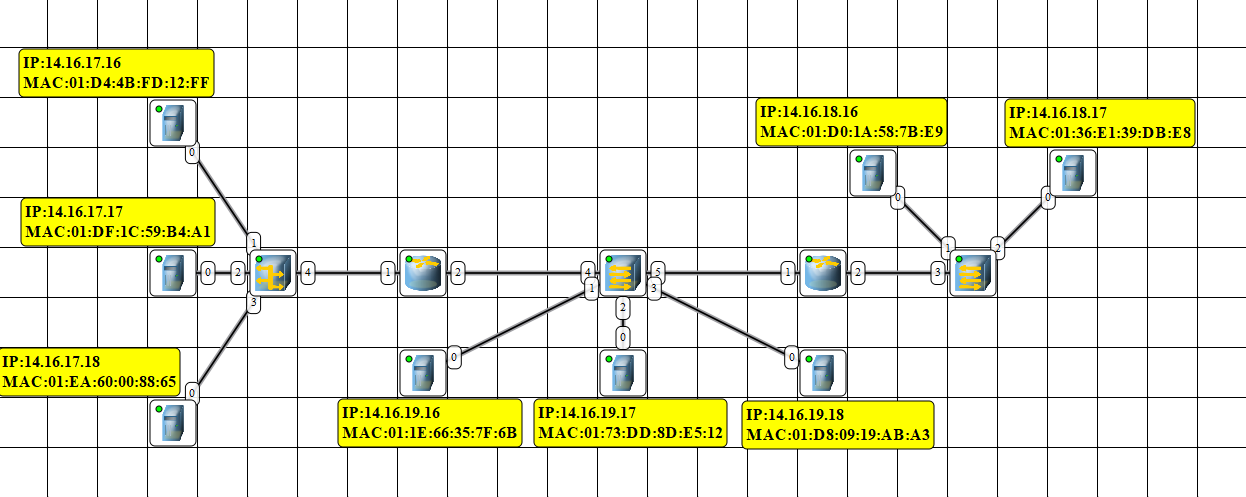 IP:14.16.17.16
MAC:01:D4:4B:FD:12:FF
IP:14.16.18.16
MAC:01:D0:1A:58:7B:E9
IP:14.16.18.17
MAC:01:36:E1:39:DB:E8
0
0
0
IP:14.16.17.17
MAC:01:DF:1C:59:B4:A1
1
1
2
0
2
4
1
2
4
5
1
2
3
3
1
3
2
0
0
0
IP:14.16.17.18
MAC:01:EA:60:00:88:65
0
IP:14.16.19.16
MAC:01:1E:66:35:7F:6B
IP:14.16.19.17
MAC:01:73:DD:8D:E5:12
IP:14.16.19.18
MAC:01:D8:09:19:AB:A3